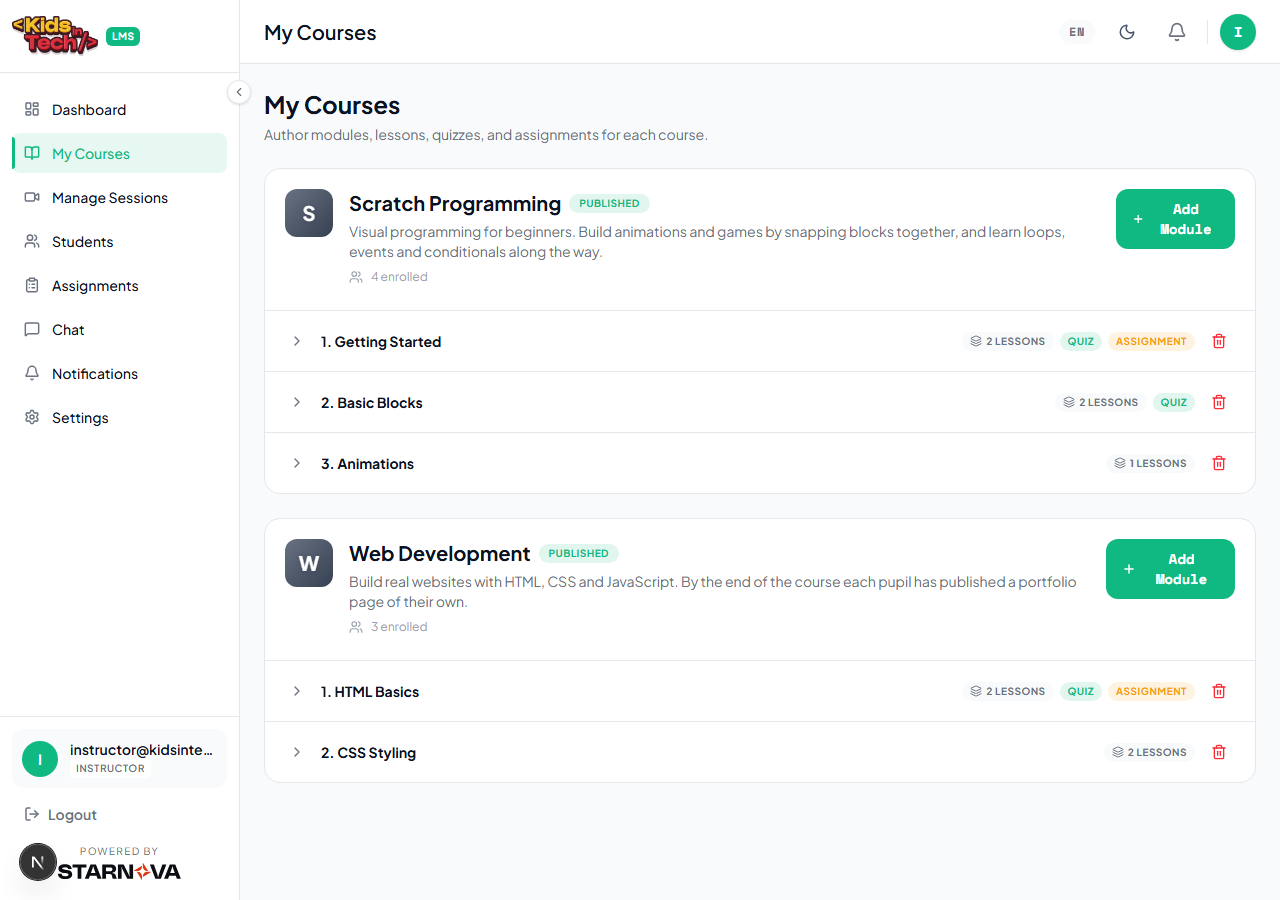 <Kids in Tech/>
LMS
My Courses
EN
I
Dashboard
My Courses
Manage Sessions
Students
Assignments
Chat
Notifications
Settings
My Courses
Author modules, lessons, quizzes, and assignments for each course.
S
Scratch Programming
PUBLISHED
Visual programming for beginners. Build animations and games by snapping blocks together, and learn loops,
events and conditionals along the way.
4 enrolled
+ Add
Module
1. Getting Started
2 LESSONS
QUIZ
ASSIGNMENT
2. Basic Blocks
2 LESSONS
QUIZ
3. Animations
1 LESSONS
W
Web Development
PUBLISHED
Build real websites with HTML, CSS and JavaScript. By the end of the course each pupil has published a portfolio
page of their own.
3 enrolled
+ Add
Module
1. HTML Basics
2 LESSONS
QUIZ
ASSIGNMENT
2. CSS Styling
2 LESSONS
I
instructor@kidsinte...
INSTRUCTOR
Logout
POWERED BY
N
STARNOVA